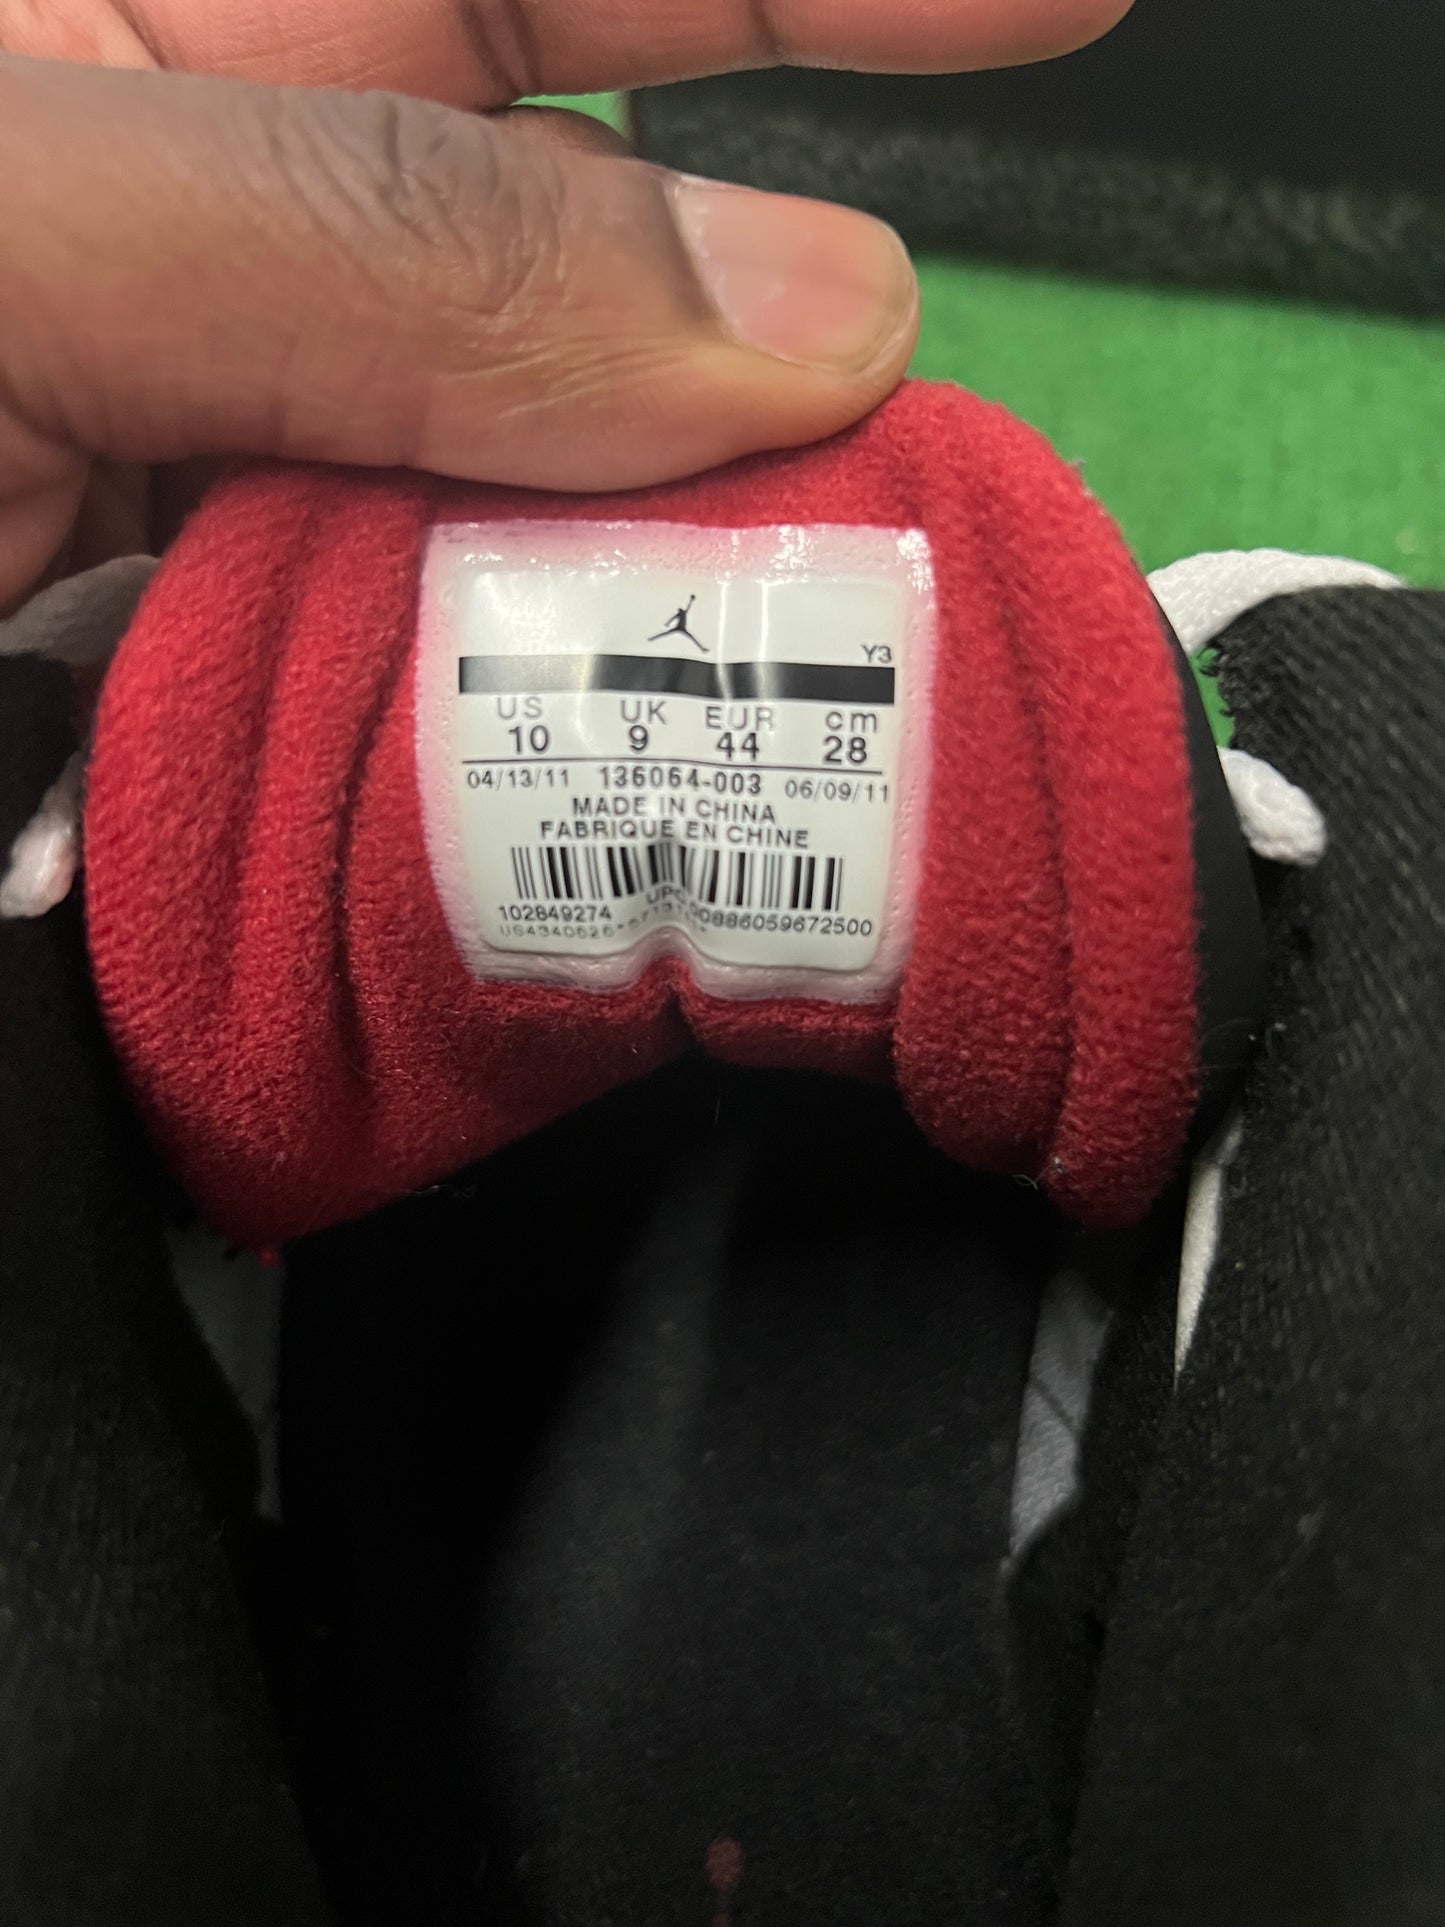 Y3
US UK EUR cm
10 9 44 28
04/13/11 136064-003 06/09/11
MADE IN CHINA
FABRIQUE EN CHINE
102849274 UPC:00886059672500